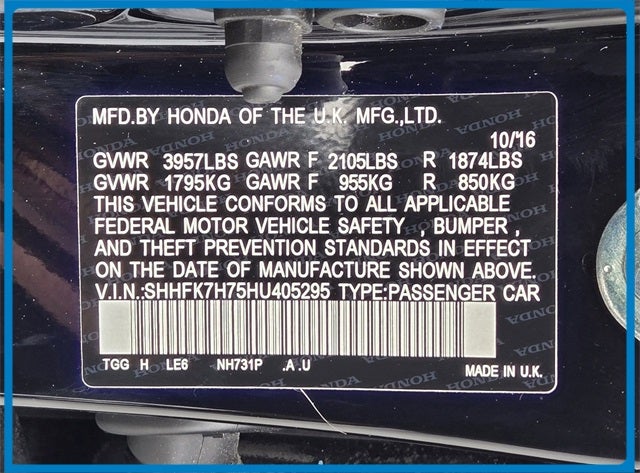 MFD.BY HONDA OF THE U.K. MFG.,LTD.
10/16
GVWR 3957LBS GAWR F 2105LBS R 1874LBS
GVWR 1795KG GAWR F 955KG R 850KG
THIS VEHICLE CONFORMS TO ALL APPLICABLE
FEDERAL MOTOR VEHICLE SAFETY , BUMPER ,
AND THEFT PREVENTION STANDARDS IN EFFECT
ON THE DATE OF MANUFACTURE SHOWN ABOVE.
V.I.N.:SHHFK7H75HU405295 TYPE:PASSENGER CAR
TGG H LE6 NH731P .A .U
MADE IN U.K.